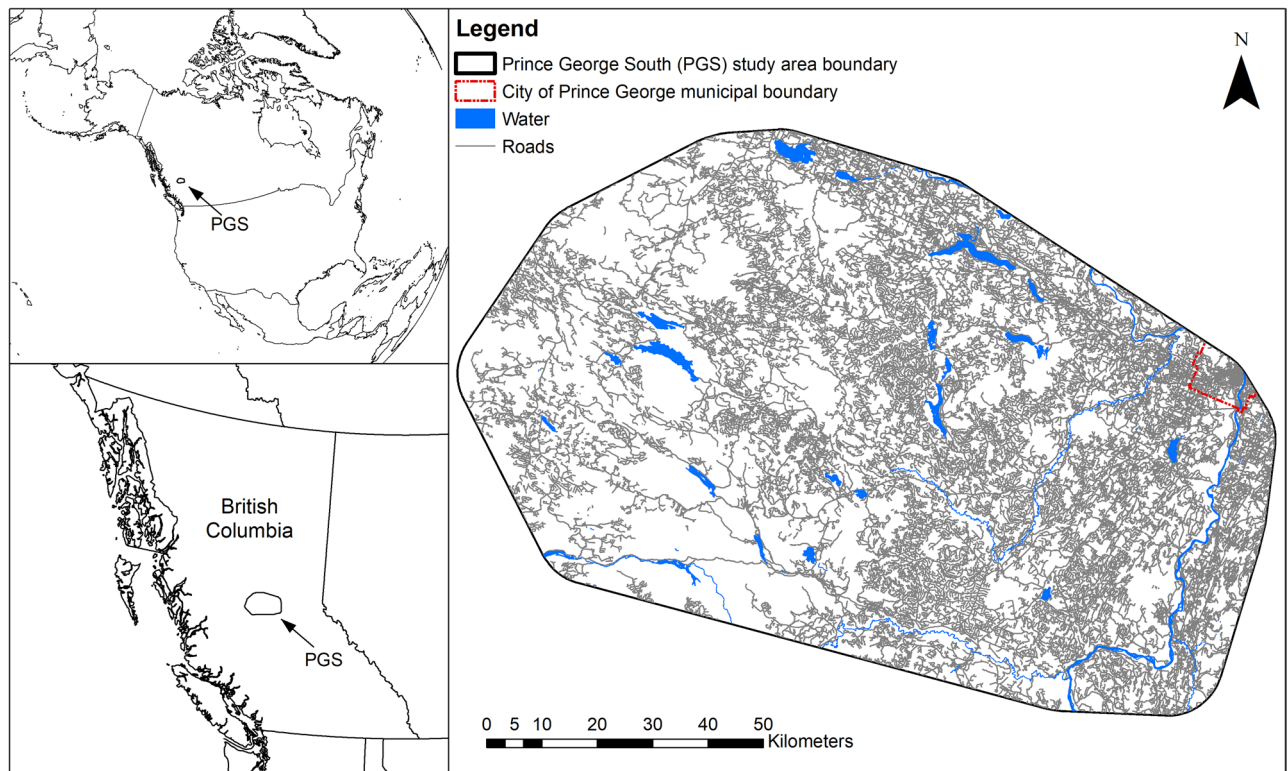 PGS
British
Columbia
PGS
Legend
Prince George South (PGS) study area boundary
City of Prince George municipal boundary
Water
Roads
N
0 5 10 20 30 40 50
Kilometers